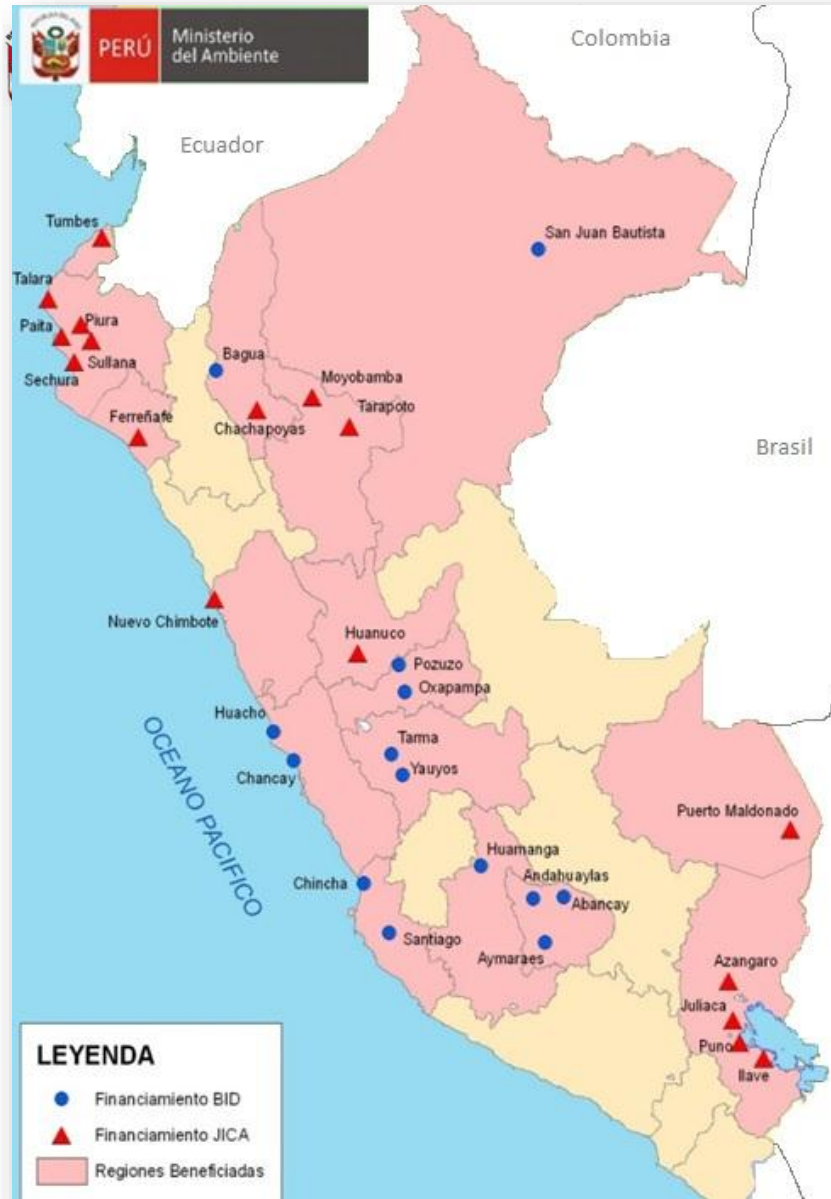 PERÚ
Ministerio
del Ambiente
Colombia
Ecuador
Tumbes
San Juan Bautista
Talara
Paita
Piura
Sullana
Sechura
Bagua
Moyobamba
Tarapoto
Chachapoyas
Ferreñafe
Brasil
Nuevo Chimbote
Huanuco
Pozuzo
Oxapampa
Huacho
Tarma
Chancay
Yauyos
OCEANO PACIFICO
Puerto Maldonado
Huamanga
Andahuaylas
Chincha
Abancay
Santiago
Aymaraes
Azangaro
Juliaca
Puno
Ilave
LEYENDA
Financiamiento BID
Financiamiento JICA
Regiones Beneficiadas